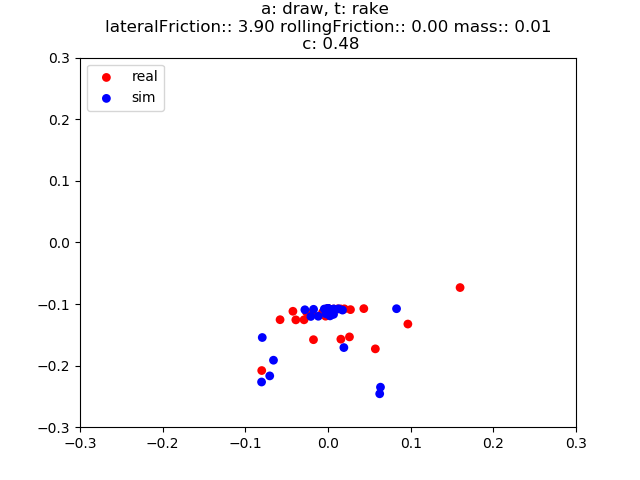 a: draw, t: rake
lateralFriction:: 3.90 rollingFriction:: 0.00 mass:: 0.01
c: 0.48
real
sim
0.3
0.2
0.1
0.0
−0.1
−0.2
−0.3
−0.3 −0.2 −0.1 0.0 0.1 0.2 0.3